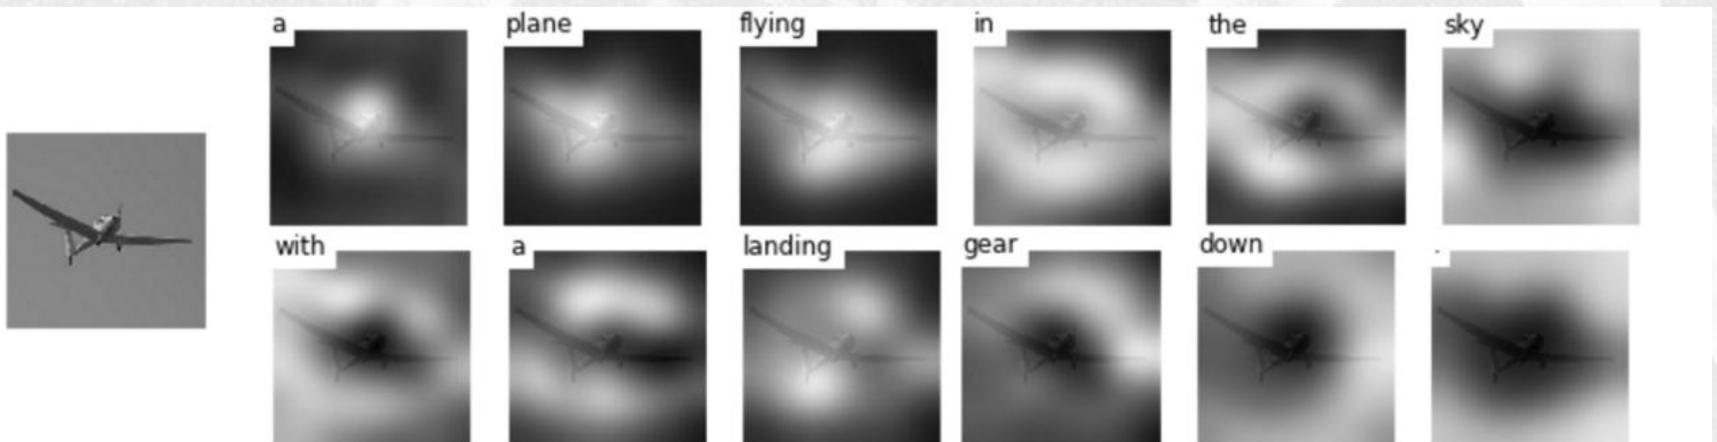 a plane flying in the sky
with a landing gear down .